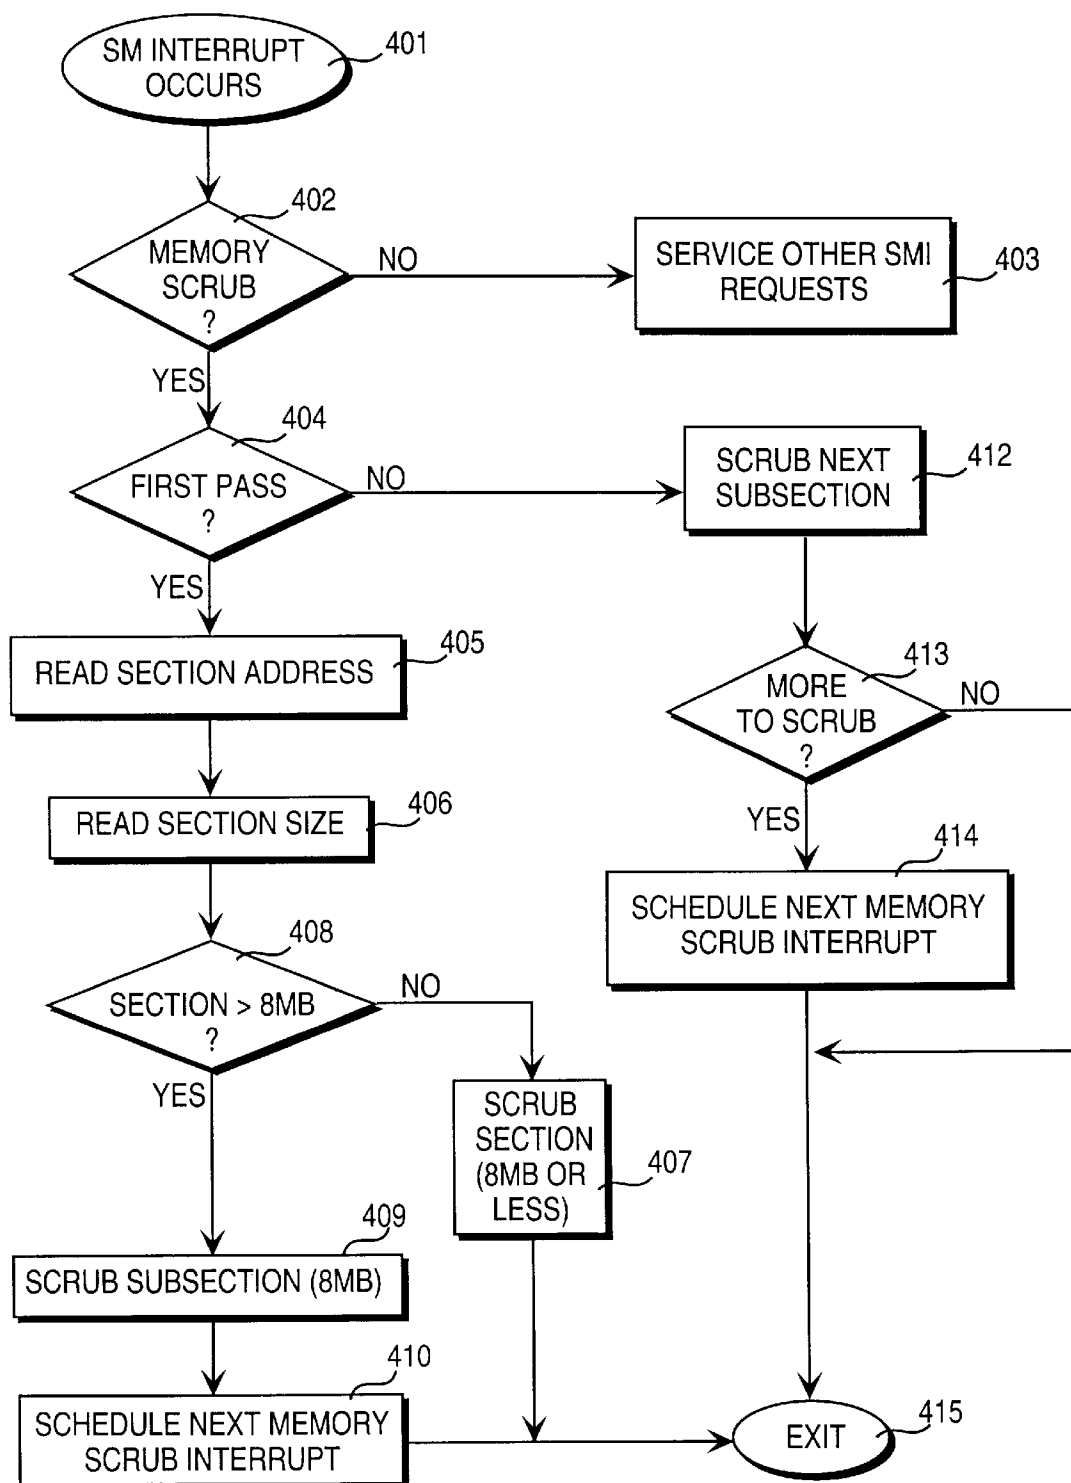 SM INTERRUPT
OCCURS
401
402
MEMORY
SCRUB
?
NO
SERVICE OTHER SMI
REQUESTS
403
YES
404
FIRST PASS
?
NO
SCRUB NEXT
SUBSECTION
412
YES
READ SECTION ADDRESS
405
413
MORE
TO SCRUB
?
NO
READ SECTION SIZE
406
YES
414
SCHEDULE NEXT MEMORY
SCRUB INTERRUPT
408
SECTION > 8MB
?
NO
YES
SCRUB
SECTION
(8MB OR
LESS)
407
409
SCRUB SUBSECTION (8MB)
410
SCHEDULE NEXT MEMORY
SCRUB INTERRUPT
EXIT
415